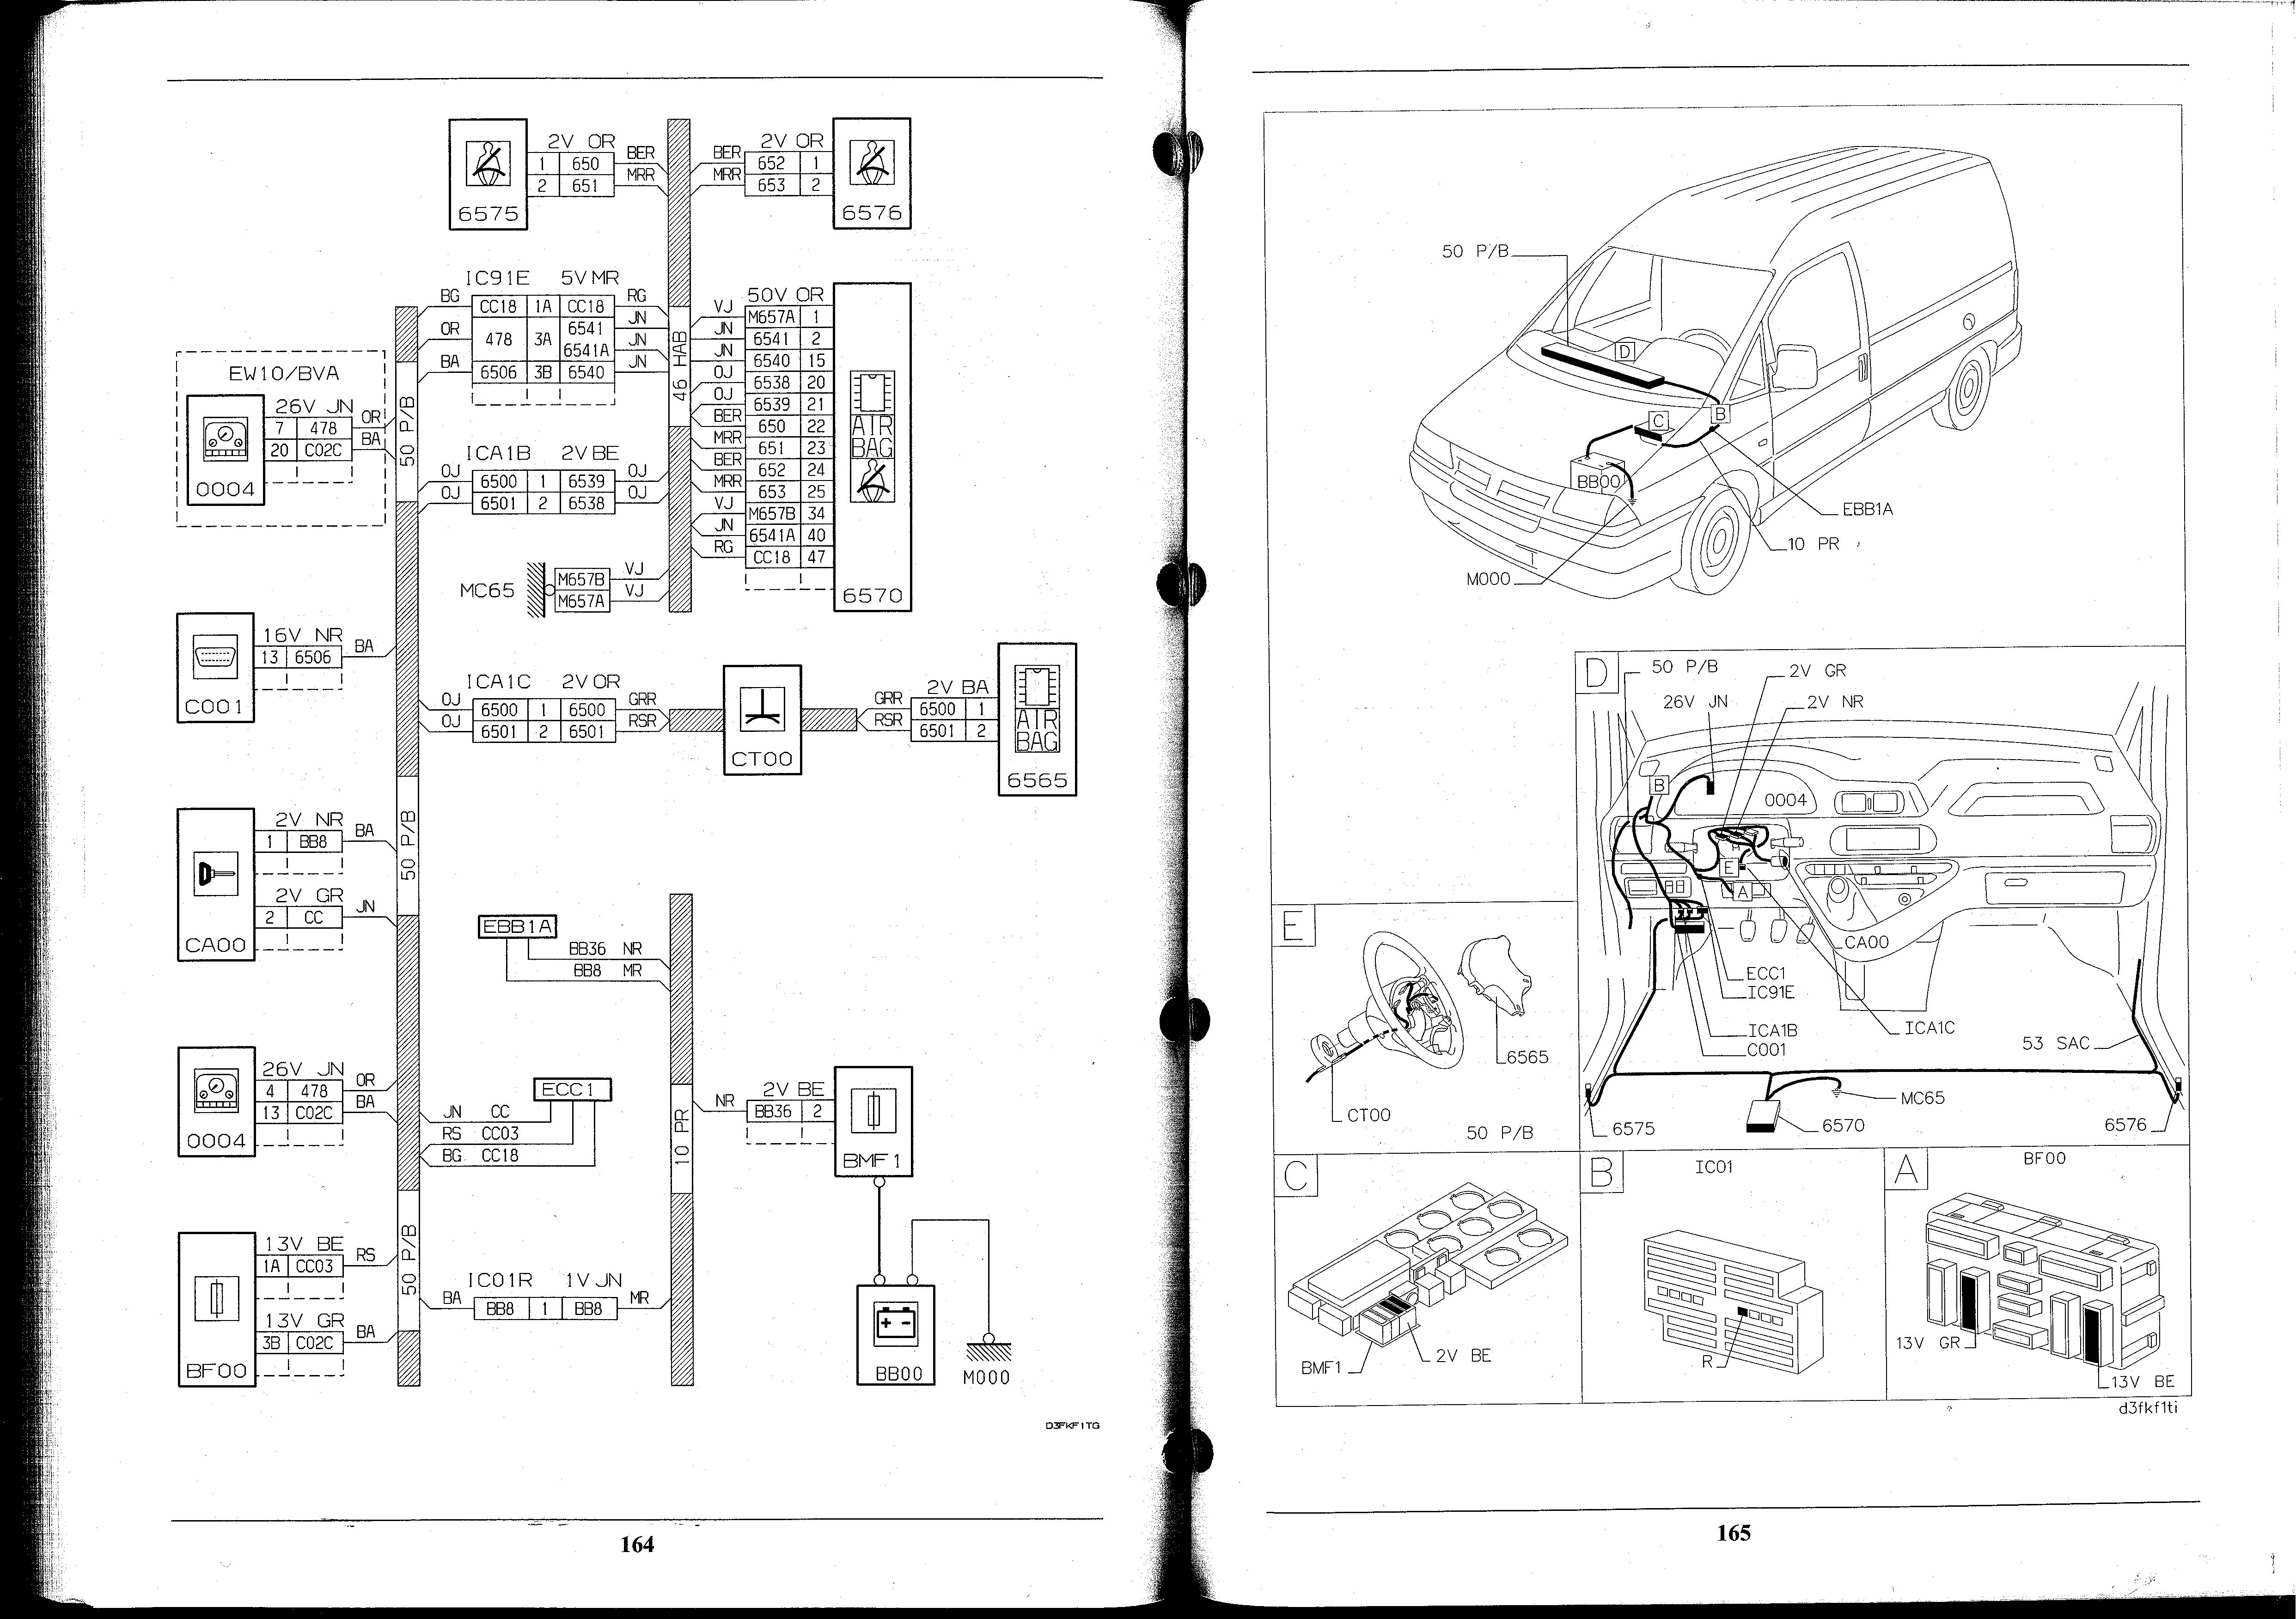 6575
2V OR
1 650 BER
2 651 MRR
2V OR
BER 652 1
MRR 653 2
6576
IC91E 5V MR
BG CC18 1A CC18 RG
OR 478 3A 6541 JN
6541A JN
BA 6506 3B 6540 JN
46 HAB
50V OR
VJ M657A 1
JN 6541 2
JN 6540 15
OJ 6538 20
OJ 6539 21
BER 650 22
MRR 651 23
BER 652 24
MRR 653 25
VJ M657B 34
JN 6541A 40
RG CC18 47
AIR
BAG
6570
EW10/BVA
26V JN
7 478 OR
20 C02C BA
0004
50 P/B
ICA1B 2V BE
OJ 6500 1 6539 OJ
OJ 6501 2 6538 OJ
MC65
M657B VJ
M657A VJ
16V NR
13 6506 BA
C001
ICA1C 2V OR
OJ 6500 1 6500 GRR
OJ 6501 2 6501 RSR
CT00
2V BA
GRR 6500 1
RSR 6501 2
AIR
BAG
6565
2V NR
1 BB8 BA
2V GR
2 CC JN
CA00
50 P/B
EBB1A
BB36 NR
BB8 MR
26V JN
4 478 OR
13 C02C BA
0004
ECC1
JN CC
RS CC03
BG CC18
10 PR
2V BE
NR BB36 2
BMF1
13V BE
1A CC03 RS
13V GR
3B C02C BA
BF00
50 P/B
IC01R 1V JN
BA BB8 1 BB8 MR
+ -
BB00
M000
D3FKF1TG
164
50 P/B
D
B
C
BB00
EBB1A
10 PR
M000
D
50 P/B
2V GR
26V JN
2V NR
B
0004
E
A
CA00
ECC1
IC91E
ICA1B
C001
ICA1C
53 SAC
MC65
6575
6570
6576
E
6565
CT00
50 P/B
C
BMF1
2V BE
B
IC01
R
A
BF00
13V GR
13V BE
d3fkf1ti
165